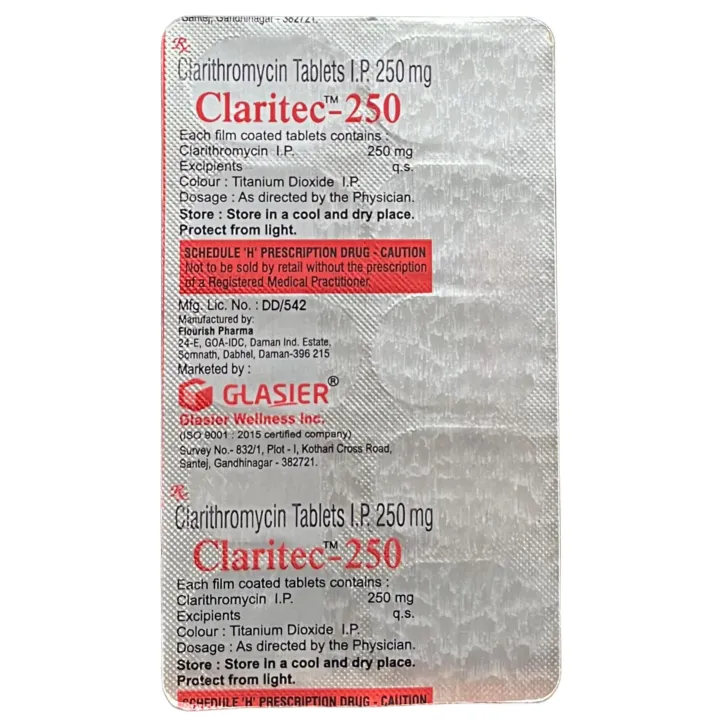 Santej, Gandhinagar - 382721.
Rx
Clarithromycin Tablets I.P. 250 mg
Claritec™-250
Each film coated tablets contains :
Clarithromycin I.P. 250 mg
Excipients q.s.
Colour : Titanium Dioxide I.P.
Dosage : As directed by the Physician.
Store : Store in a cool and dry place.
Protect from light.
SCHEDULE 'H' PRESCRIPTION DRUG - CAUTION
Not to be sold by retail without the prescription
of a Registered Medical Practitioner.
Mfg. Lic. No. : DD/542
Manufactured by:
Flourish Pharma
24-E, GOA-IDC, Daman Ind. Estate,
Somnath, Dabhel, Daman-396 215
Marketed by :
GLASIER®
Glasier Wellness Inc.
(ISO 9001 : 2015 certified company)
Survey No.- 832/1, Plot - I, Kothari Cross Road,
Santej, Gandhinagar - 382721.
Rx
Clarithromycin Tablets I.P. 250 mg
Claritec™-250
Each film coated tablets contains :
Clarithromycin I.P. 250 mg
Excipients q.s.
Colour : Titanium Dioxide I.P.
Dosage : As directed by the Physician.
Store : Store in a cool and dry place.
Protect from light.
SCHEDULE 'H' PRESCRIPTION DRUG - CAUTION